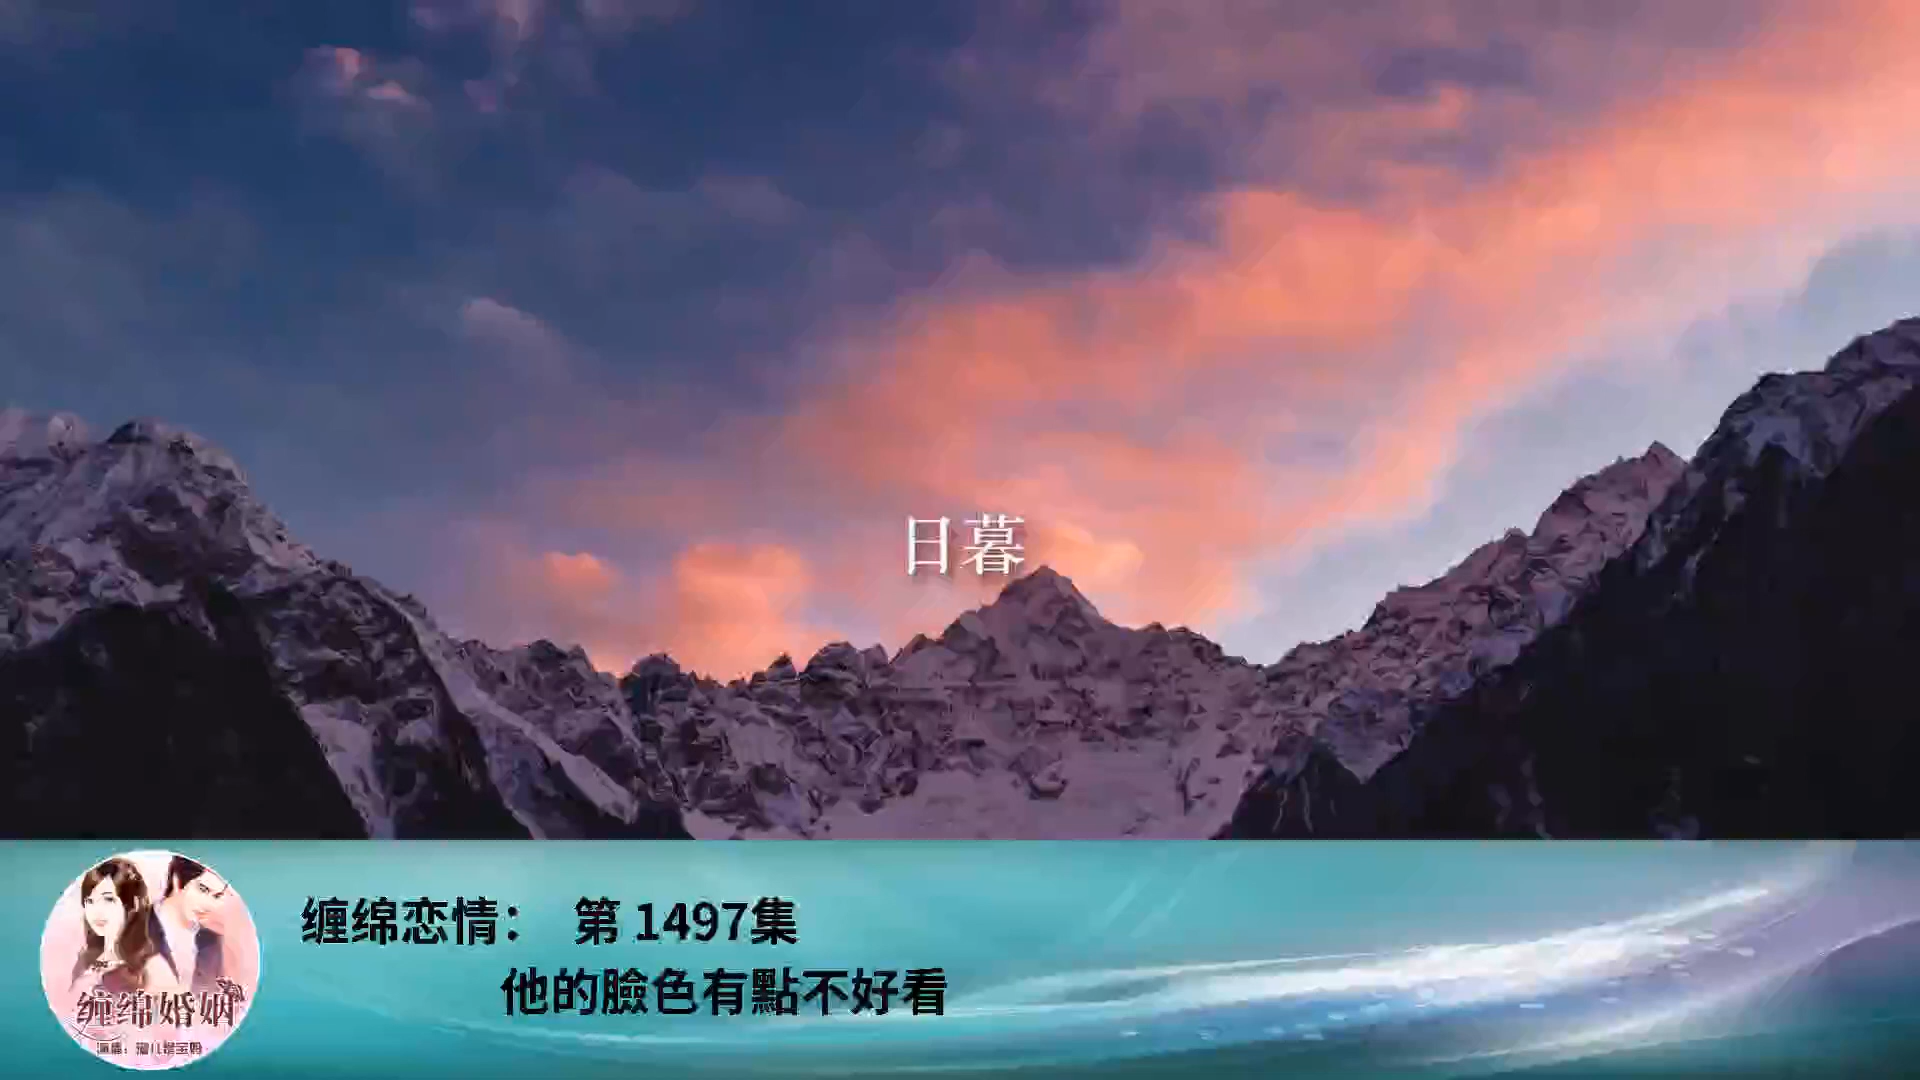 日暮
缠绵恋情： 第 1497集
他的臉色有點不好看
缠绵婚姻